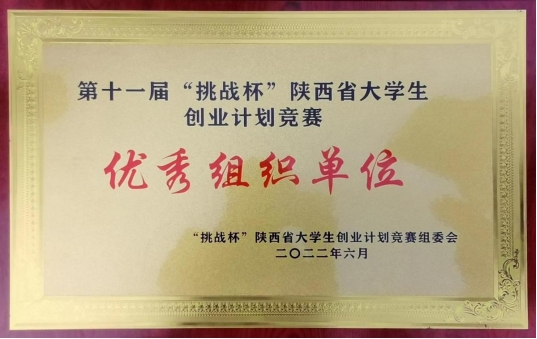 第十一届“挑战杯”陕西省大学生
创业计划竞赛
优秀组织单位
“挑战杯”陕西省大学生创业计划竞赛组委会
二〇二二年六月